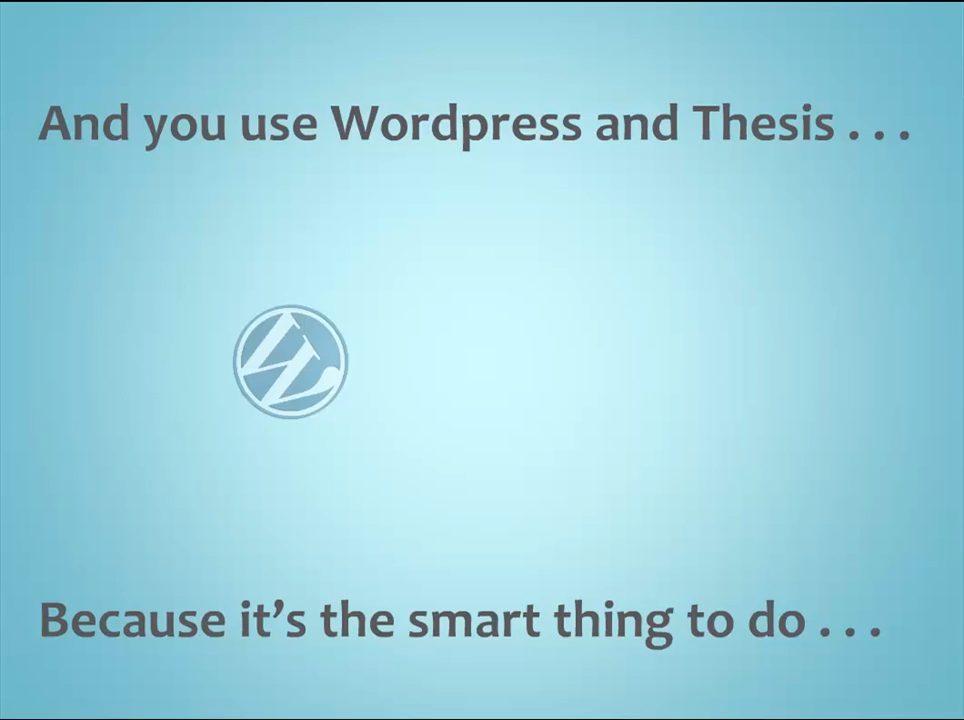 And you use Wordpress and Thesis . . .
Because it’s the smart thing to do . . .